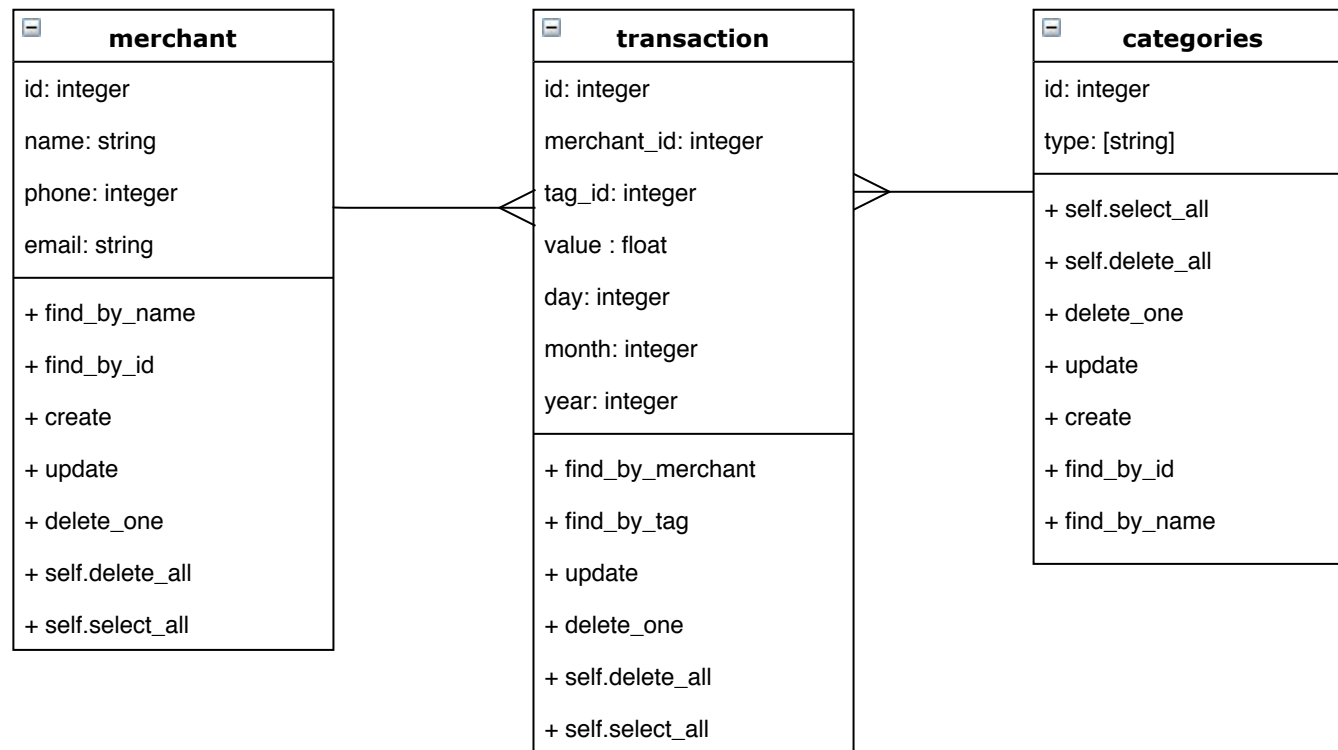 merchant
id: integer
name: string
phone: integer
email: string
+ find_by_name
+ find_by_id
+ create
+ update
+ delete_one
+ self.delete_all
+ self.select_all
transaction
id: integer
merchant_id: integer
tag_id: integer
value : float
day: integer
month: integer
year: integer
+ find_by_merchant
+ find_by_tag
+ update
+ delete_one
+ self.delete_all
+ self.select_all
categories
id: integer
type: [string]
+ self.select_all
+ self.delete_all
+ delete_one
+ update
+ create
+ find_by_id
+ find_by_name